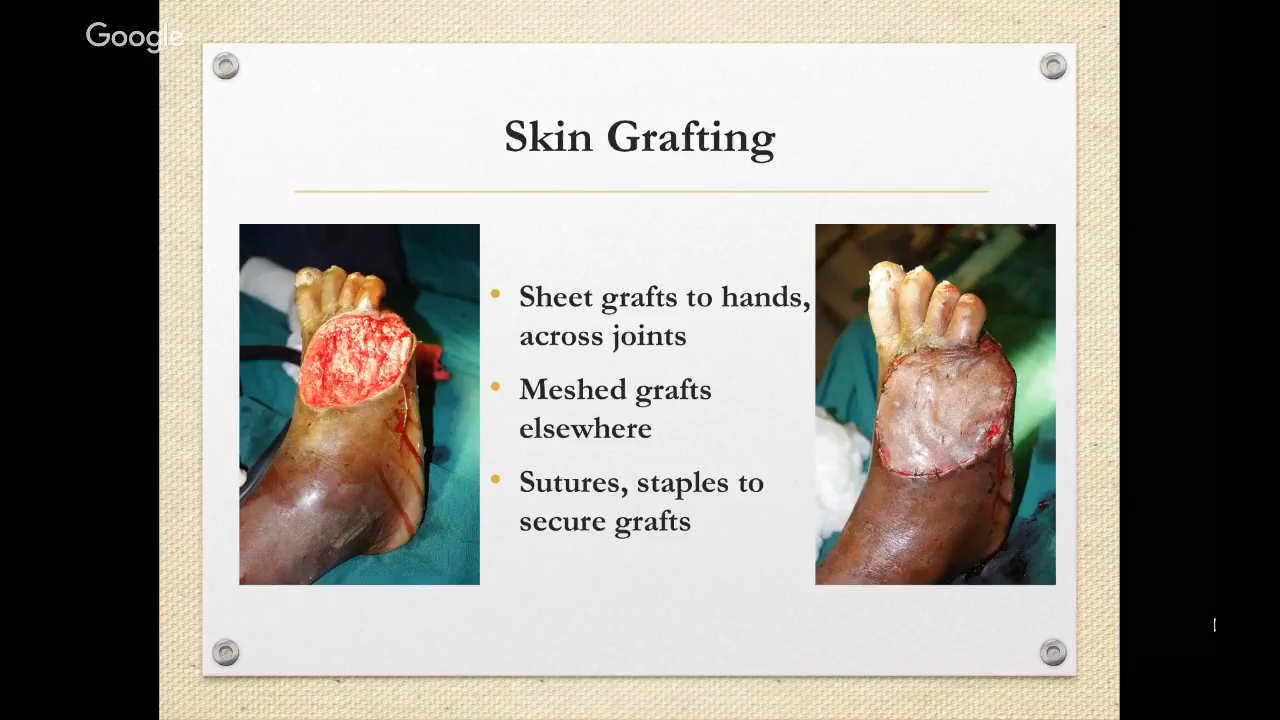 Google
Skin Grafting
• Sheet grafts to hands,
across joints
• Meshed grafts
elsewhere
• Sutures, staples to
secure grafts